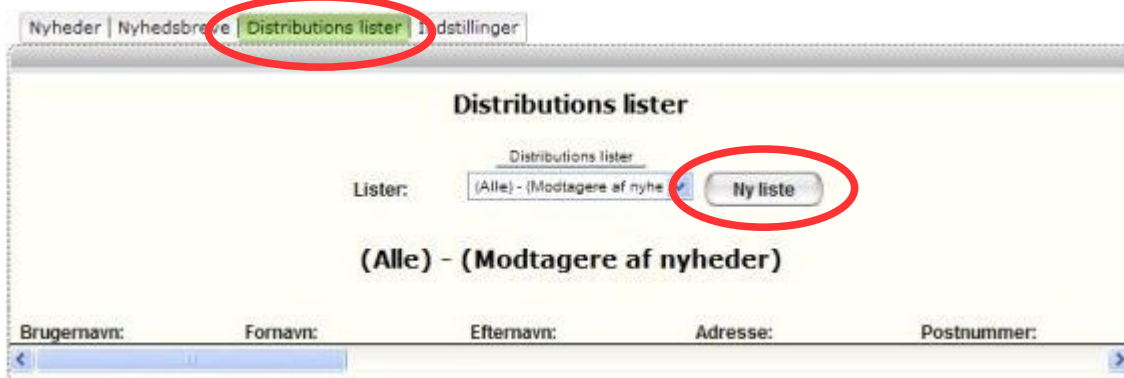 Nyheder | Nyhedsbreve | Distributions lister | Indstillinger
Distributions lister
Distributions lister
Lister: (Alle) - (Modtagere af nyhe Ny liste
(Alle) - (Modtagere af nyheder)
Brugernavn: Fornavn: Efternavn: Adresse: Postnummer: